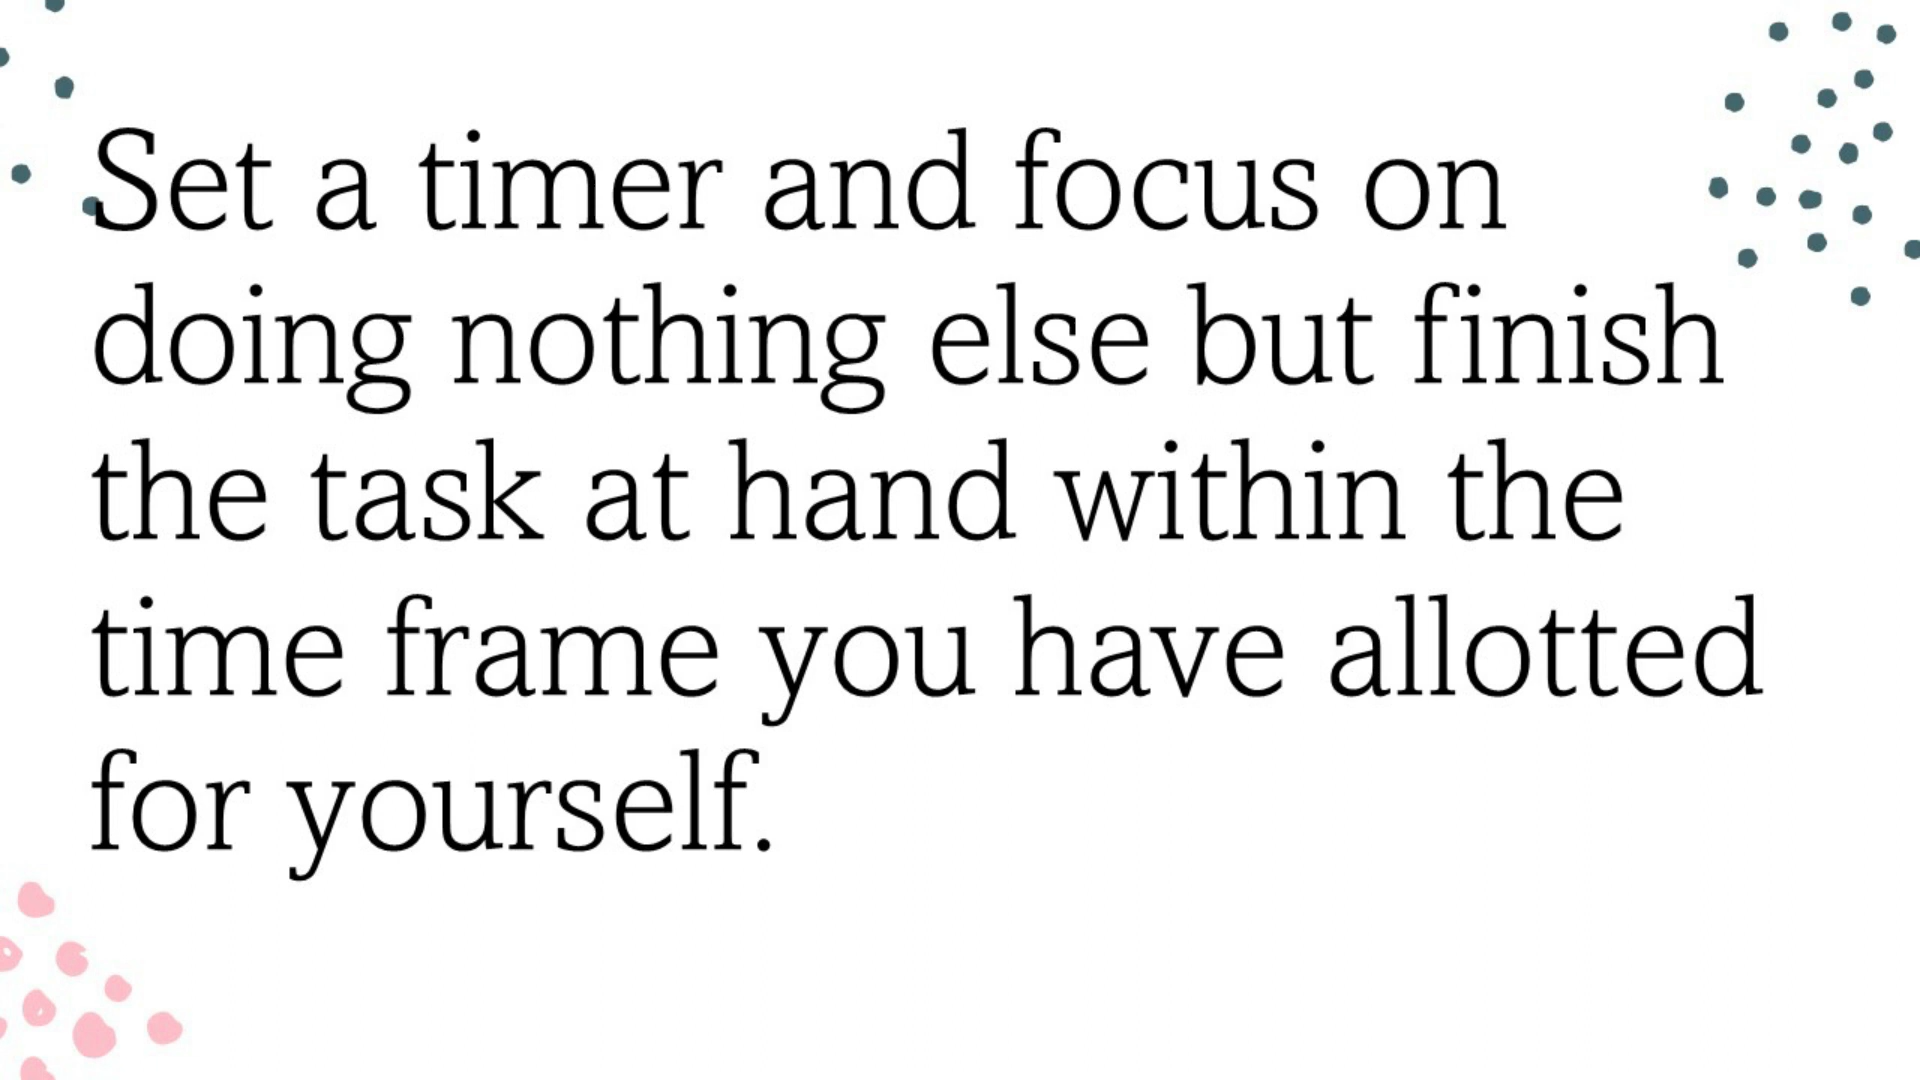 Set a timer and focus on
doing nothing else but finish
the task at hand within the
time frame you have allotted
for yourself.